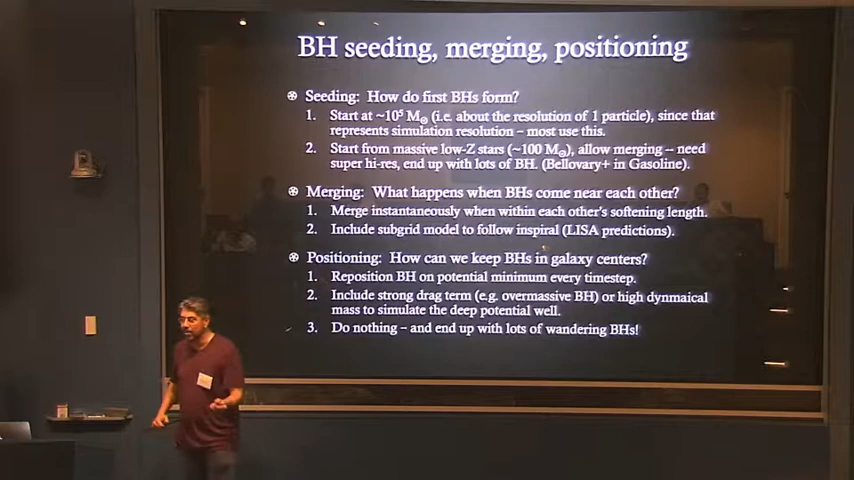 BH seeding, merging, positioning
Seeding: How do first BHs form?
1. Start at ~10⁵ M⊙ (i.e. about the resolution of 1 particle), since that
represents simulation resolution – most use this.
2. Start from massive low-Z stars (~100 M⊙), allow merging – need
super hi-res, end up with lots of BH. (Bellovary+ in Gasoline).
Merging: What happens when BHs come near each other?
1. Merge instantaneously when within each other's softening length.
2. Include subgrid model to follow inspiral (LISA predictions).
Positioning: How can we keep BHs in galaxy centers?
1. Reposition BH on potential minimum every timestep.
2. Include strong drag term (e.g. overmassive BH) or high dynmaical
mass to simulate the deep potential well.
3. Do nothing – and end up with lots of wandering BHs!